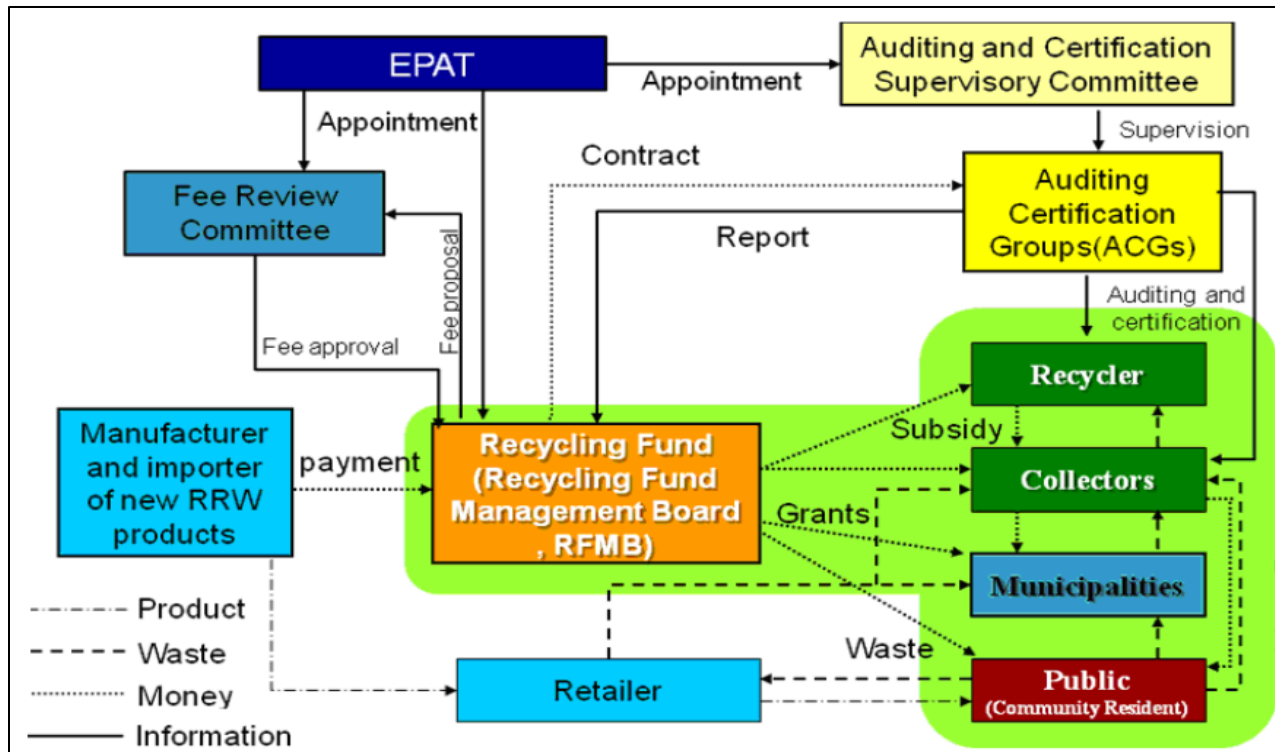 EPAT
Appointment
Auditing and Certification
Supervisory Committee
Appointment
Supervision
Contract
Fee Review
Committee
Auditing
Certification
Groups(ACGs)
Report
Fee proposal
Auditing and
certification
Fee approval
Recycler
Manufacturer
and importer
of new RRW
products
payment
Recycling Fund
(Recycling Fund
Management Board
, RFMB)
Subsidy
Collectors
Grants
Municipalities
Product
Waste
Money
Information
Waste
Retailer
Public
(Community Resident)